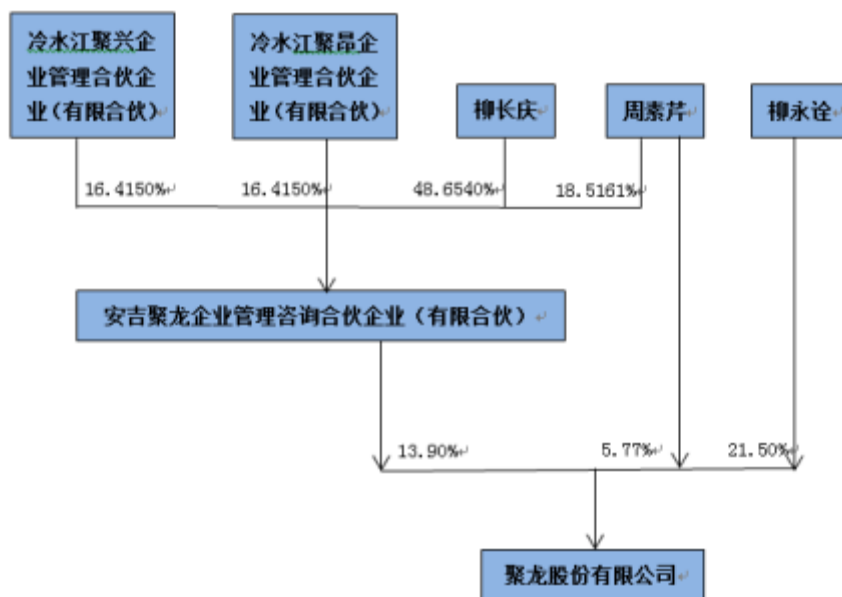 冷水江聚兴企
业管理合伙企
业（有限合伙）
冷水江聚昂企
业管理合伙企
业（有限合伙）
柳长庆
周素芹
柳永诠
16.4150%
16.4150%
48.6540%
18.5161%
安吉聚龙企业管理咨询合伙企业（有限合伙）
13.90%
5.77%
21.50%
聚龙股份有限公司